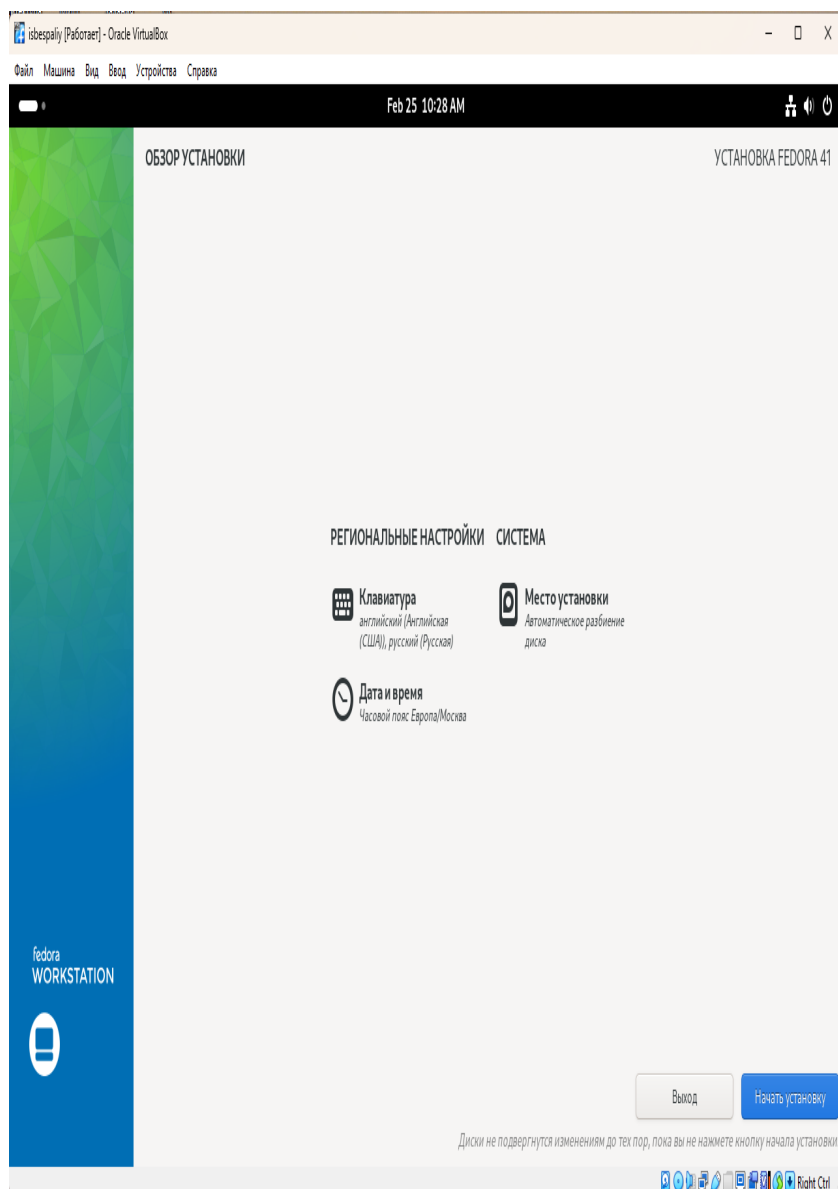 isbespaliy [Работает] - Oracle VirtualBox
Файл Машина Вид Ввод Устройства Справка
Feb 25 10:28 AM
ОБЗОР УСТАНОВКИ
УСТАНОВКА FEDORA 41
РЕГИОНАЛЬНЫЕ НАСТРОЙКИ
СИСТЕМА
Клавиатура
английский (Английская
(США)), русский (Русская)
Место установки
Автоматическое разбиение
диска
Дата и время
Часовой пояс Европа/Москва
fedora
WORKSTATION
Выход
Начать установку
Диски не подвергнутся изменениям до тех пор, пока вы не нажмете кнопку начала установки
Right Ctrl